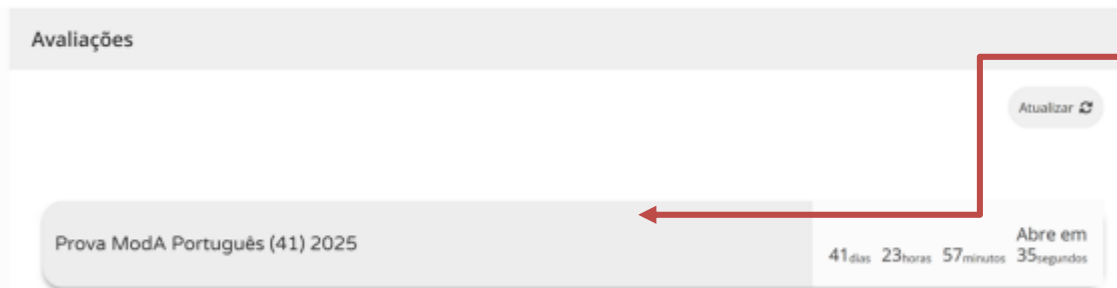 Avaliações
Atualizar
Prova ModA Português (41) 2025
Abre em
41dias 23horas 57minutos 35segundos